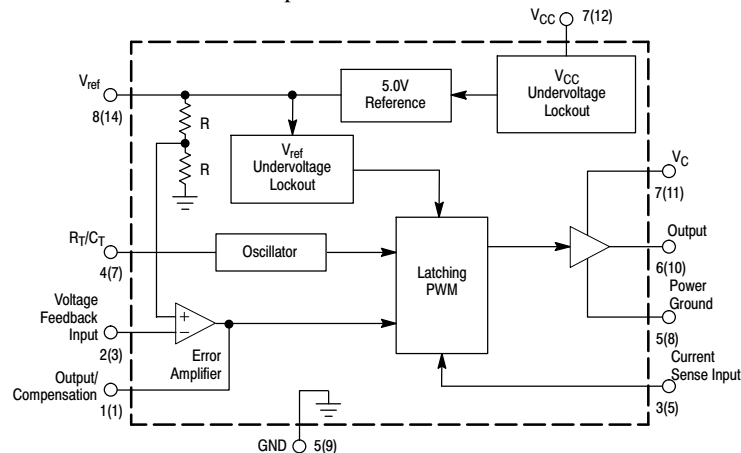 VCC 7(12)
Vref
8(14)
R
R
5.0V
Reference
VCC
Undervoltage
Lockout
Vref
Undervoltage
Lockout
VC
7(11)
RT/CT
4(7)
Oscillator
Latching
PWM
Output
6(10)
Voltage
Feedback
Input
2(3)
+
−
Error
Amplifier
Power
Ground
5(8)
Output/
Compensation
1(1)
Current
Sense Input
3(5)
GND 5(9)